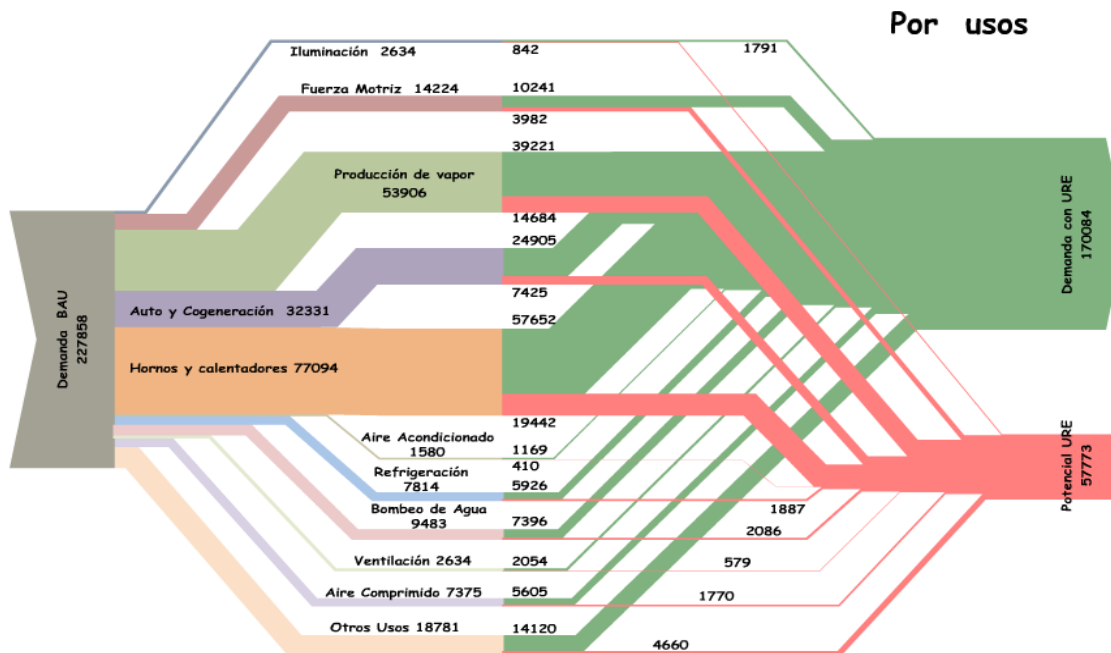 Por usos
Iluminación 2634
842
1791
Fuerza Motriz 14224
10241
3982
39221
Producción de vapor
53906
14684
24905
Auto y Cogeneración 32331
7425
57652
Hornos y calentadores 77094
19442
Aire Acondicionado
1580
1169
410
Refrigeración
7814
5926
1887
Bombeo de Agua
9483
7396
2086
Ventilación 2634
2054
579
Aire Comprimido 7375
5605
1770
Otros Usos 18781
14120
4660
Demanda BAU
227858
Demanda con URE
170084
Potencial URE
57773